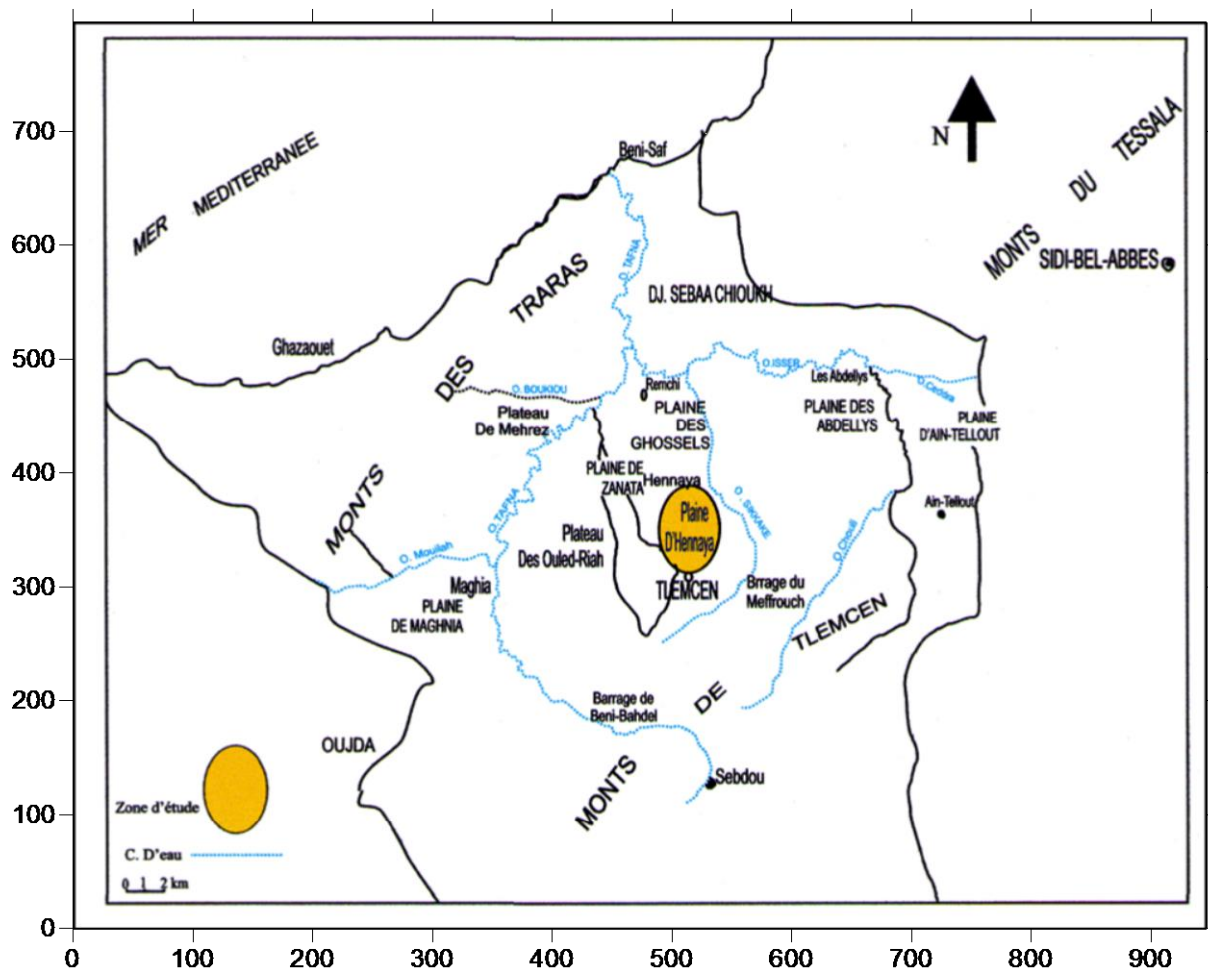 700
600
500
400
300
200
100
0
0
100
200
300
400
500
600
700
800
900
N
MER MEDITERRANEE
Beni-Saf
MONTS DU TESSALA
SIDI-BEL-ABBES
O. TAFNA
MONTS DES TRARAS
DJ. SEBAA CHIOUKH
Ghazaouet
O. BOUKIOU
Plateau
De Mehrez
Remchi
PLAINE
DES
GHOSSELS
O.ISSER
Les Abdellys
PLAINE DES
ABDELLYS
PLAINE
D'AIN-TELLOUT
Ain-Tellout
PLAINE DE
ZANATA
Hennaya
Plaine
D'Hennaya
O. TAFNA
O. Mouilah
Plateau
Des Ouled-Riah
O. Chouli
Maghia
PLAINE
DE MAGHNIA
TLEMCEN
Brrage du
Meffrouch
MONTS DE TLEMCEN
Barrage de
Beni-Bahdel
Sebdou
OUJDA
Zone d'étude
C. D'eau
0 1 2 km